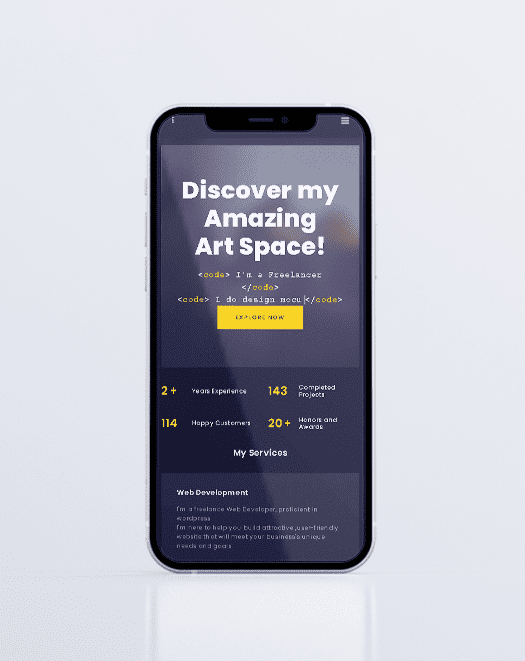 Discover my
Amazing
Art Space!
<code> I'm a Freelancer
</code>
<code> I do design mocu|</code>
EXPLORE NOW
2 + Years Experience 143 Completed Projects
114 Happy Customers 20 + Honors and Awards
My Services
Web Development
I'm a freelance Web Developer, proficient in
wordpress
I'm here to help you build attractive ,user-friendly
website that will meet your business's unique
needs and goals